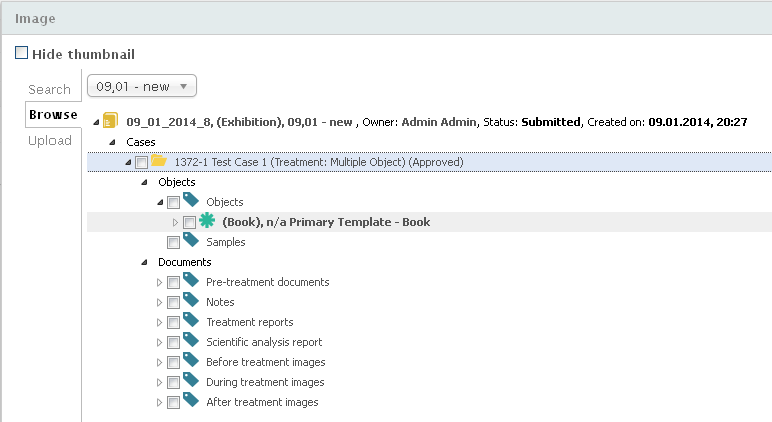 Image
Hide thumbnail
Search
Browse
Upload
09,01 - new
09_01_2014_8, (Exhibition), 09,01 - new , Owner: Admin Admin, Status: Submitted, Created on: 09.01.2014, 20:27
Cases
1372-1 Test Case 1 (Treatment: Multiple Object) (Approved)
Objects
Objects
(Book), n/a Primary Template - Book
Samples
Documents
Pre-treatment documents
Notes
Treatment reports
Scientific analysis report
Before treatment images
During treatment images
After treatment images